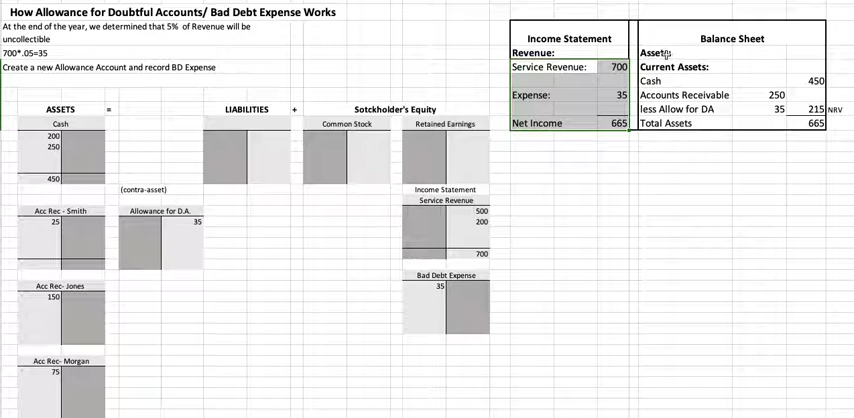 How Allowance for Doubtful Accounts/ Bad Debt Expense Works
At the end of the year, we determined that 5% of Revenue will be
uncollectible
700*.05=35
Create a new Allowance Account and record BD Expense
Income Statement
Revenue:
Service Revenue: 700
Expense: 35
Net Income 665
Balance Sheet
Assets:
Current Assets:
Cash 450
Accounts Receivable 250
less Allow for DA 35 215 NRV
Total Assets 665
ASSETS = LIABILITIES + Sotckholder's Equity
Cash
200
250
450
Common Stock
Retained Earnings
(contra-asset)
Income Statement
Acc Rec - Smith
25
Allowance for D.A.
35
Service Revenue
500
200
700
Bad Debt Expense
35
Acc Rec- Jones
150
Acc Rec- Morgan
75